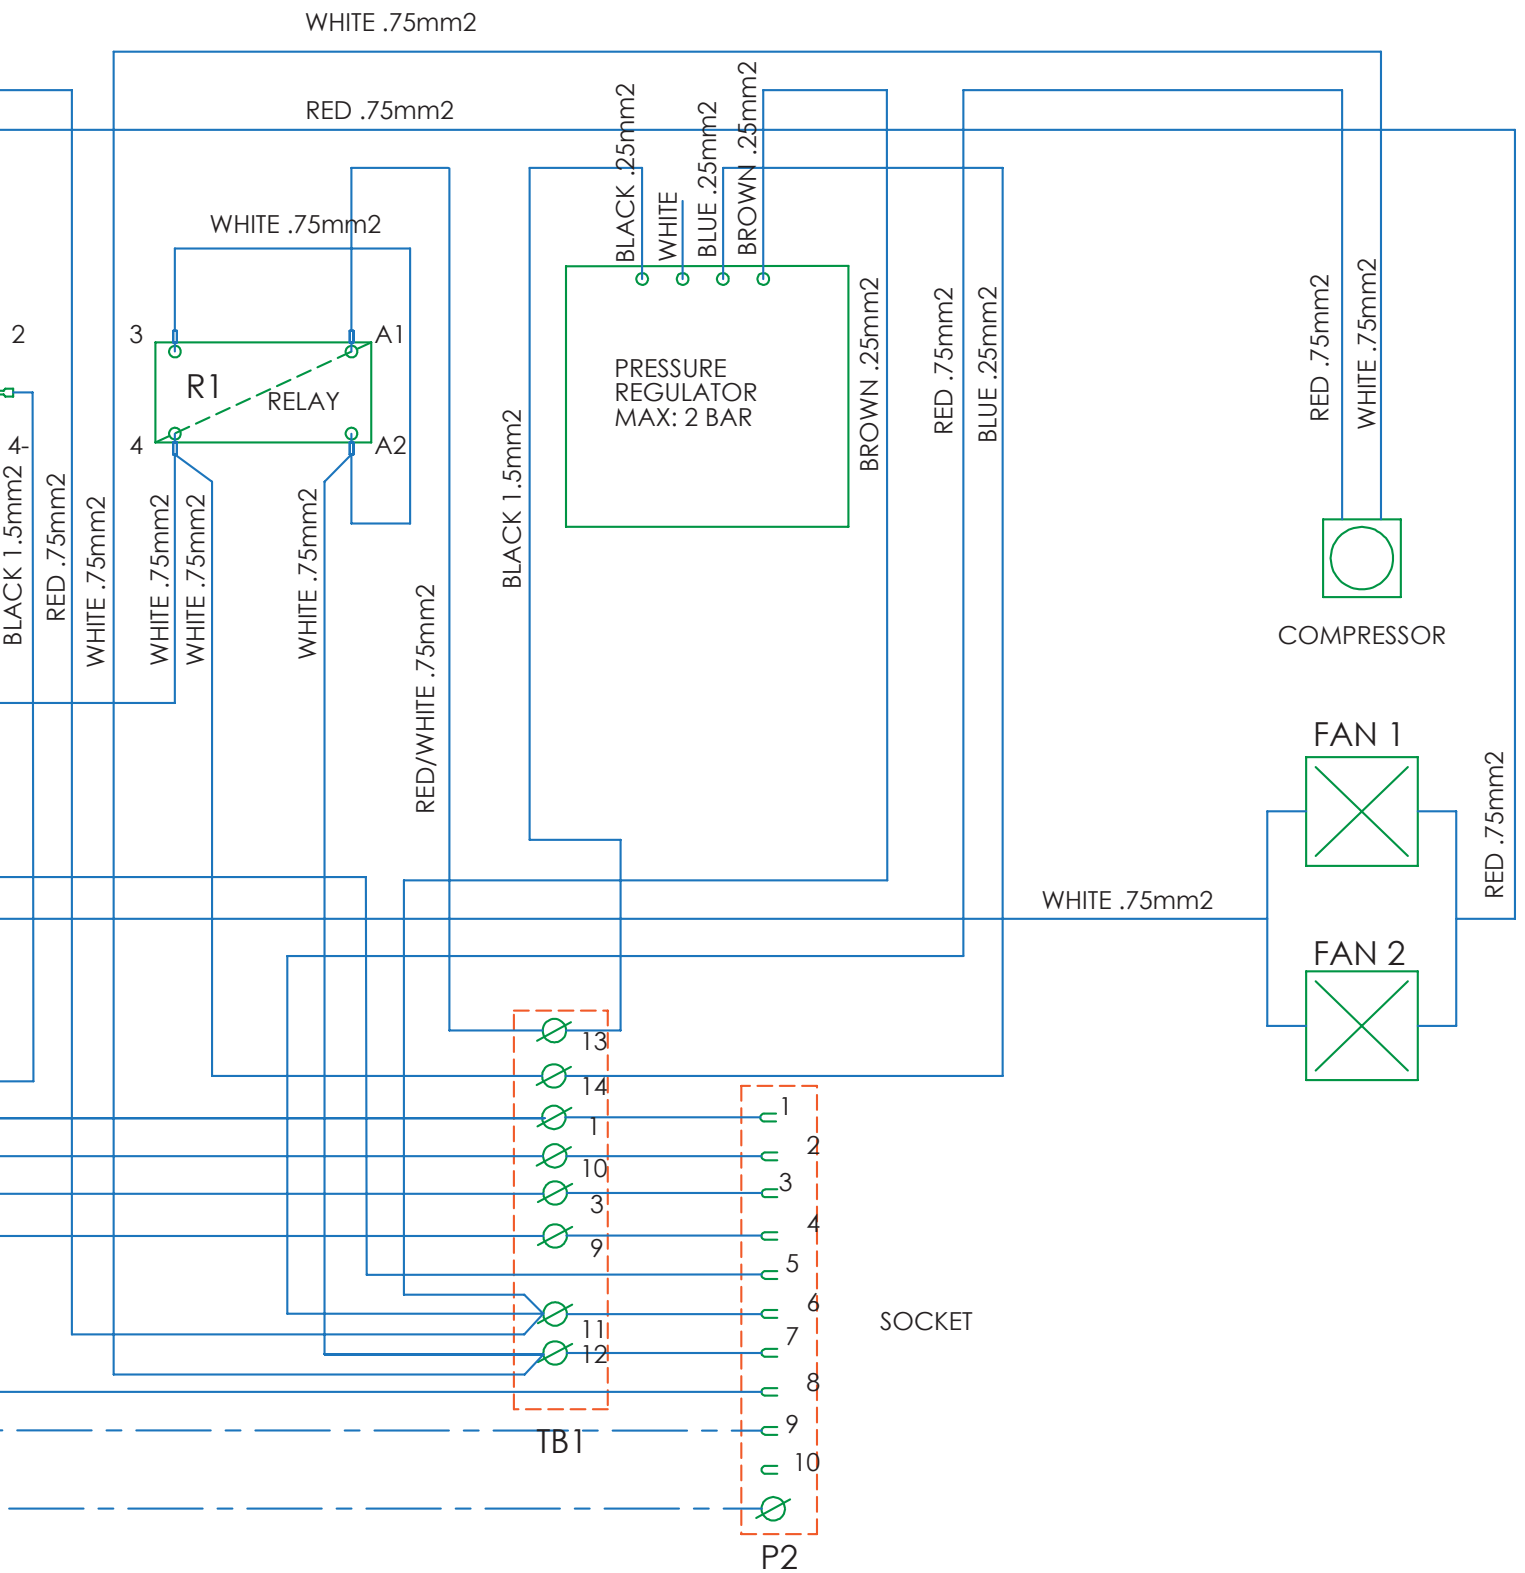 WHITE .75mm2
RED .75mm2
BLACK .25mm2
WHITE
BLUE .25mm2
BROWN .25mm2
WHITE .75mm2
2
3
A1
R1
RELAY
4-
4
A2
PRESSURE
REGULATOR
MAX: 2 BAR
BROWN .25mm2
RED .75mm2
BLUE .25mm2
RED .75mm2
WHITE .75mm2
BLACK 1.5mm2
RED .75mm2
WHITE .75mm2
WHITE .75mm2
WHITE .75mm2
WHITE .75mm2
RED/WHITE .75mm2
BLACK 1.5mm2
COMPRESSOR
FAN 1
RED .75mm2
WHITE .75mm2
FAN 2
13
14
1
10
3
9
11
12
TB1
1
2
3
4
5
6
7
8
9
10
SOCKET
P2